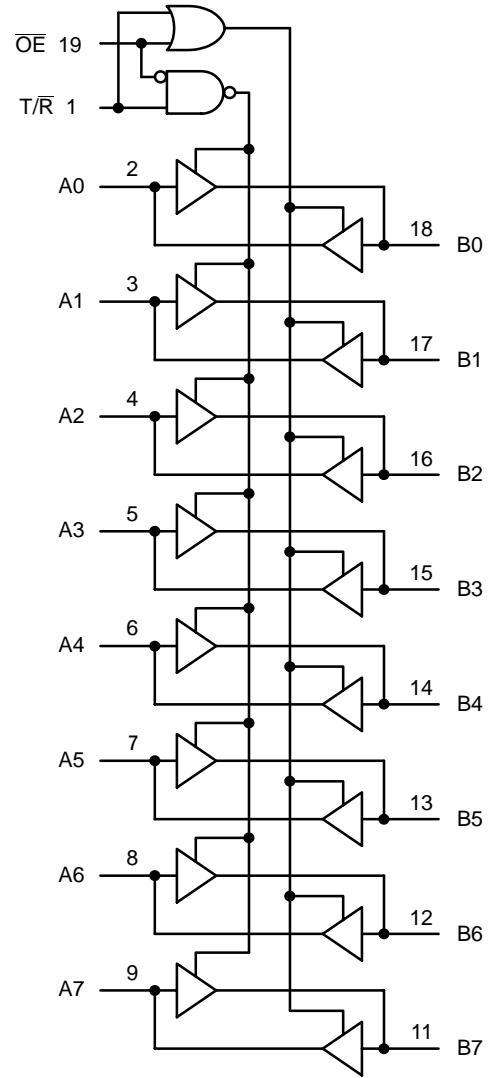 O̅E̅ 19
T/R̅ 1
A0 2
18 B0
A1 3
17 B1
A2 4
16 B2
A3 5
15 B3
A4 6
14 B4
A5 7
13 B5
A6 8
12 B6
A7 9
11 B7